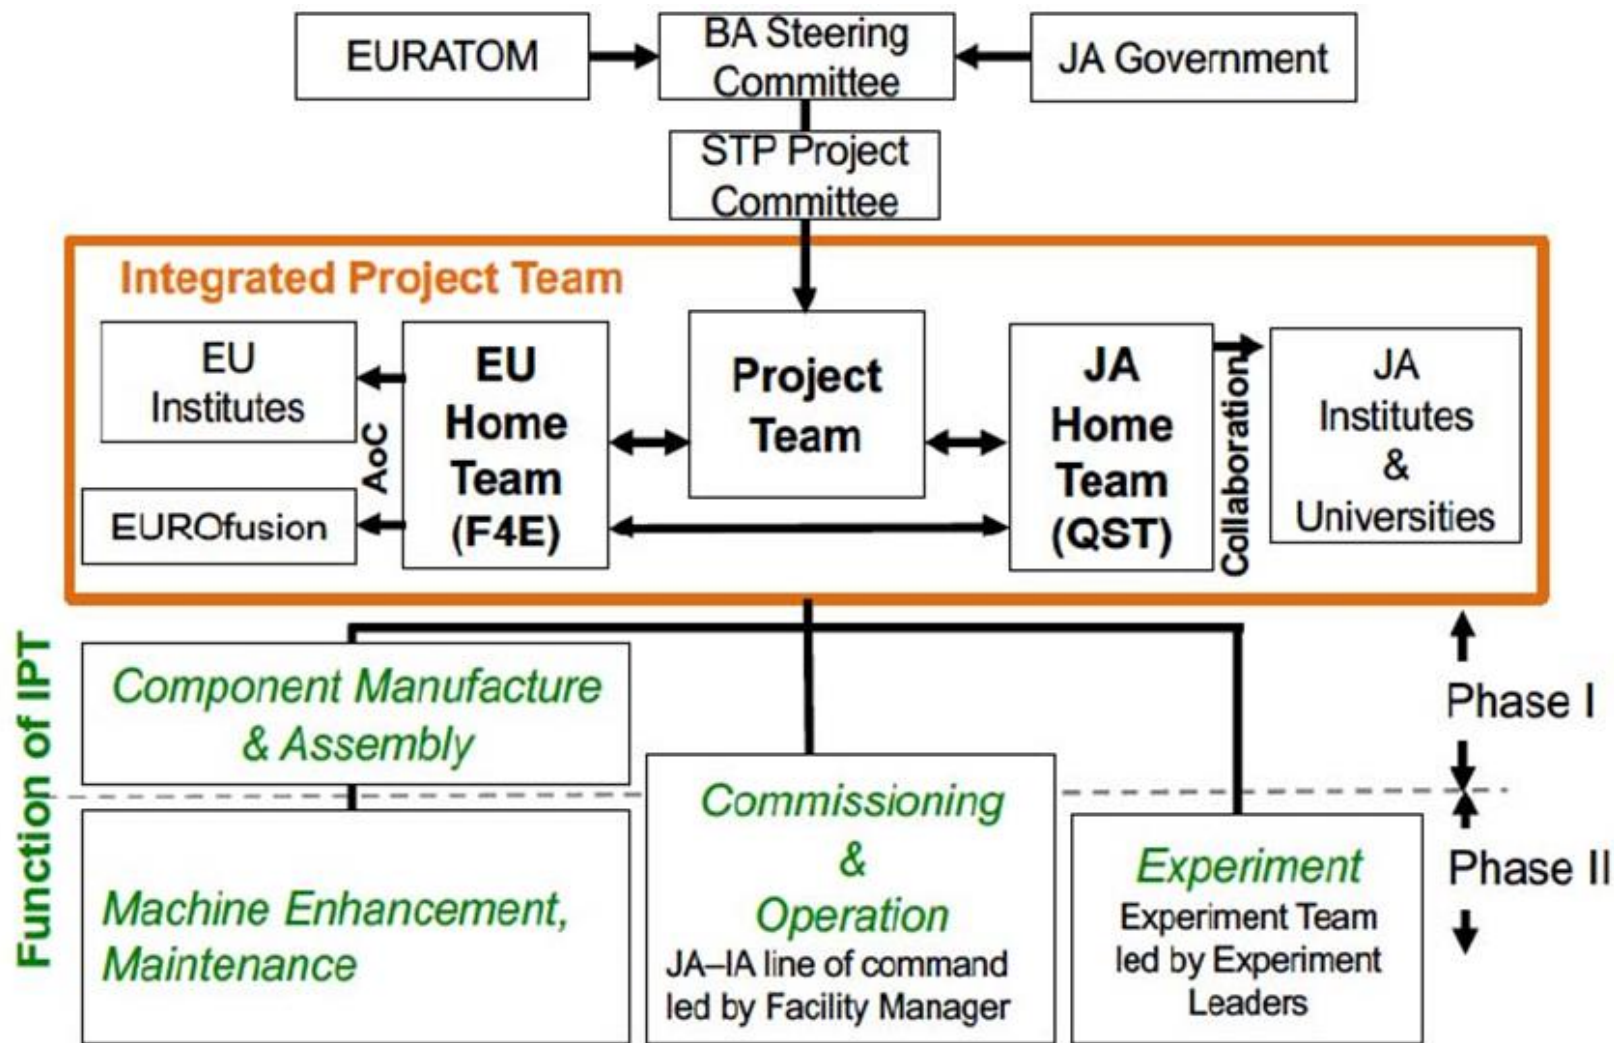 EURATOM
BA Steering
Committee
JA Government
STP Project
Committee
Integrated Project Team
EU
Institutes
EUROfusion
AoC
EU
Home
Team
(F4E)
Project
Team
JA
Home
Team
(QST)
Collaboration
JA
Institutes
&
Universities
Function of IPT
Component Manufacture
& Assembly
Machine Enhancement,
Maintenance
Commissioning
&
Operation
JA–IA line of command
led by Facility Manager
Experiment
Experiment Team
led by Experiment
Leaders
Phase I
Phase II